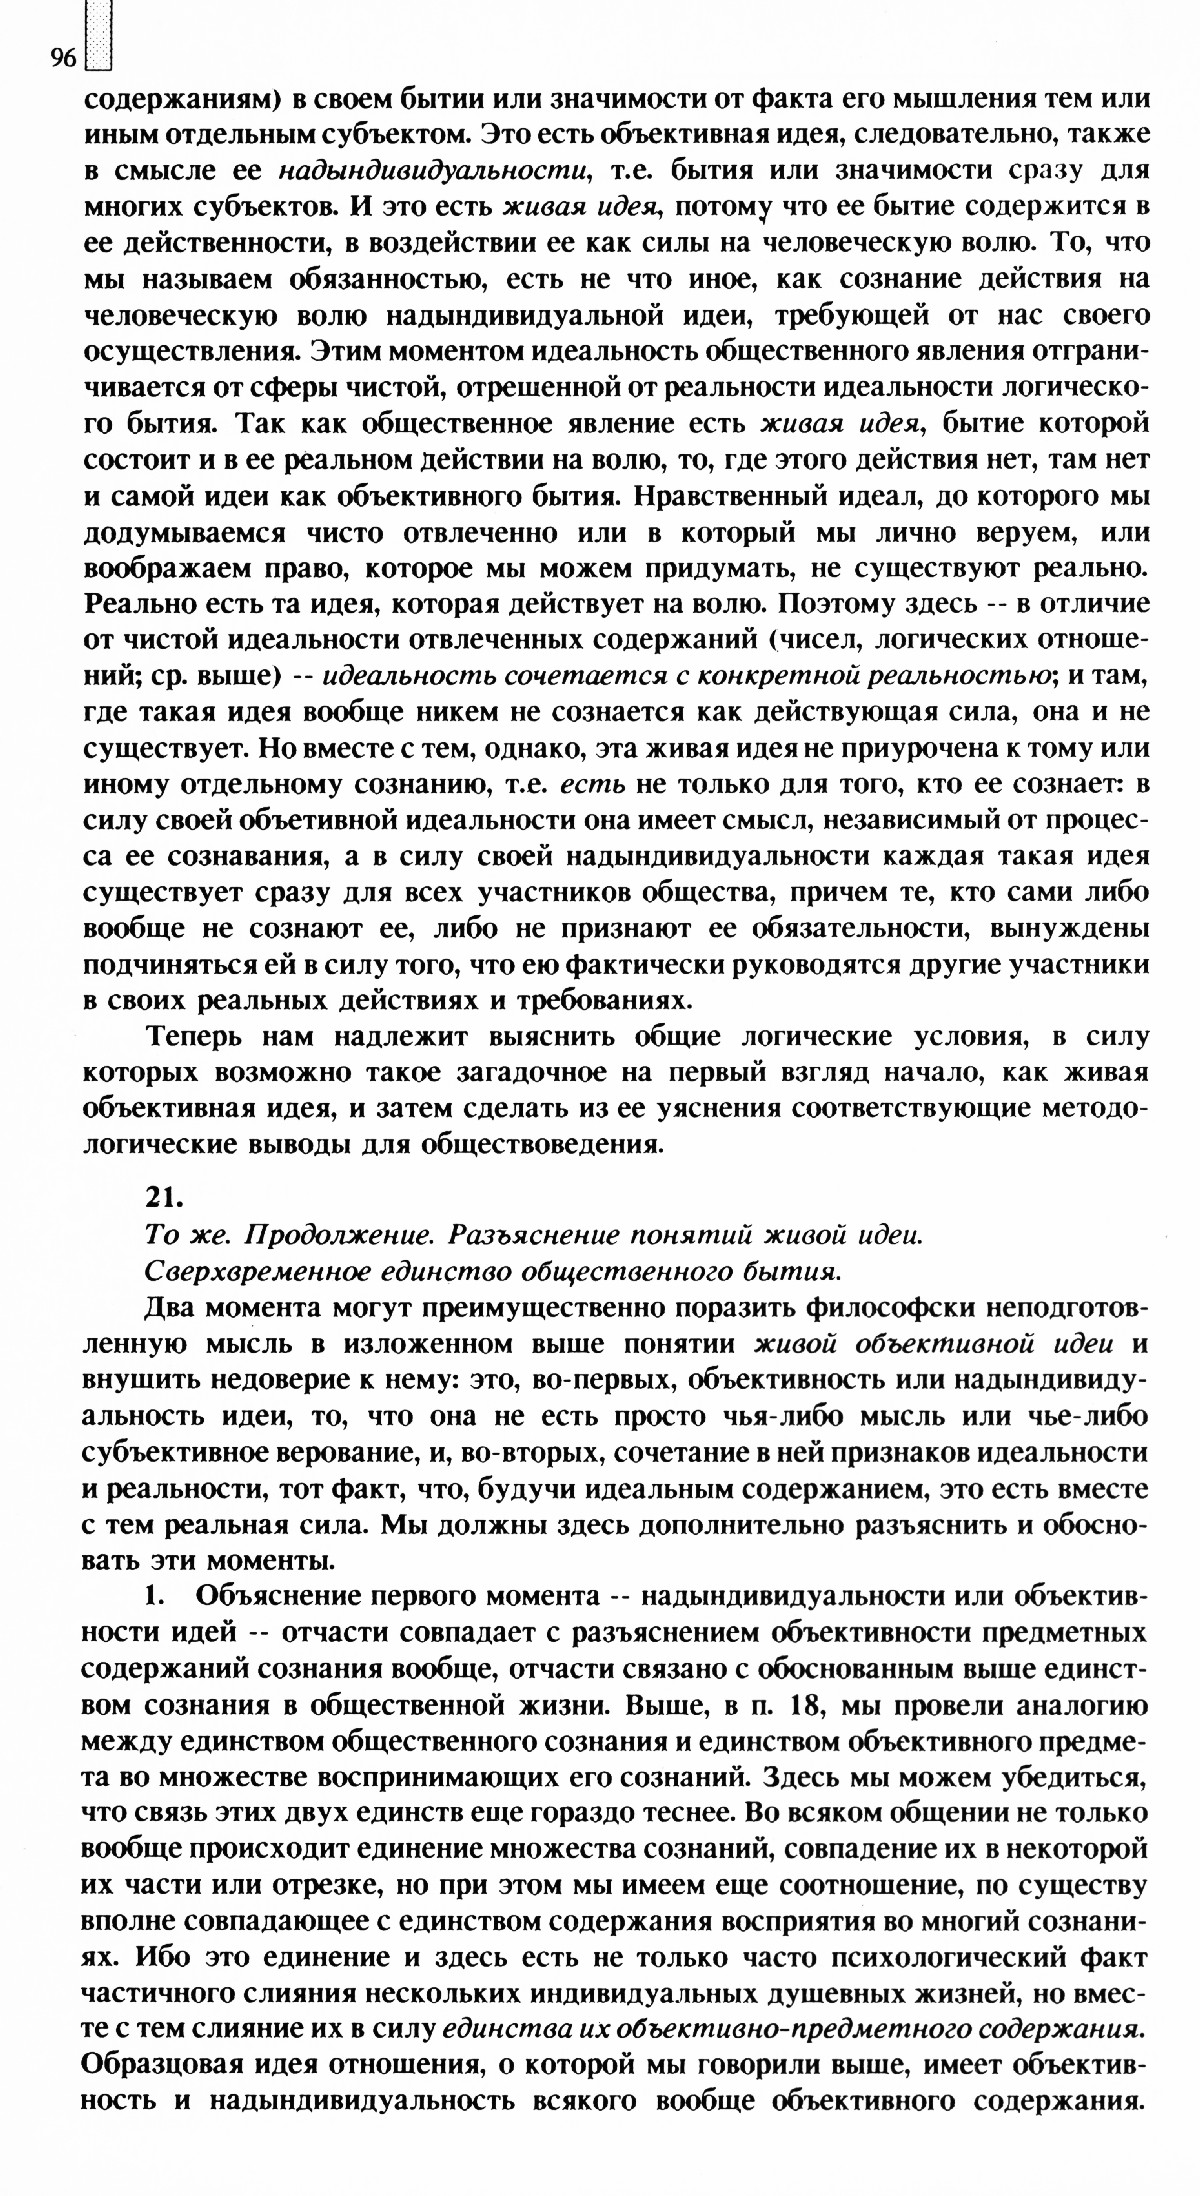 96
содержаниям) в своем бытии или значимости от факта его мышления тем или
иным отдельным субъектом. Это есть объективная идея, следовательно, также
в смысле ее надындивидуальности, т.е. бытия или значимости сразу для
многих субъектов. И это есть живая идея, потому что ее бытие содержится в
ее действенности, в воздействии ее как силы на человеческую волю. То, что
мы называем обязанностью, есть не что иное, как сознание действия на
человеческую волю надындивидуальной идеи, требующей от нас своего
осуществления. Этим моментом идеальность общественного явления отграни-
чивается от сферы чистой, отрешенной от реальности идеальности логическо-
го бытия. Так как общественное явление есть живая идея, бытие которой
состоит и в ее реальном действии на волю, то, где этого действия нет, там нет
и самой идеи как объективного бытия. Нравственный идеал, до которого мы
додумываемся чисто отвлеченно или в который мы лично веруем, или
воображаем право, которое мы можем придумать, не существуют реально.
Реально есть та идея, которая действует на волю. Поэтому здесь -- в отличие
от чистой идеальности отвлеченных содержаний (чисел, логических отноше-
ний; ср. выше) -- идеальность сочетается с конкретной реальностью; и там,
где такая идея вообще никем не сознается как действующая сила, она и не
существует. Но вместе с тем, однако, эта живая идея не приурочена к тому или
иному отдельному сознанию, т.е. есть не только для того, кто ее сознает: в
силу своей объетивной идеальности она имеет смысл, независимый от процес-
са ее сознавания, а в силу своей надындивидуальности каждая такая идея
существует сразу для всех участников общества, причем те, кто сами либо
вообще не сознают ее, либо не признают ее обязательности, вынуждены
подчиняться ей в силу того, что ею фактически руководятся другие участники
в своих реальных действиях и требованиях.
Теперь нам надлежит выяснить общие логические условия, в силу
которых возможно такое загадочное на первый взгляд начало, как живая
объективная идея, и затем сделать из ее уяснения соответствующие методо-
логические выводы для обществоведения.
21.
То же. Продолжение. Разъяснение понятий живой идеи.
Сверхвременное единство общественного бытия.
Два момента могут преимущественно поразить философски неподготов-
ленную мысль в изложенном выше понятии живой объективной идеи и
внушить недоверие к нему: это, во-первых, объективность или надындивиду-
альность идеи, то, что она не есть просто чья-либо мысль или чье-либо
субъективное верование, и, во-вторых, сочетание в ней признаков идеальности
и реальности, тот факт, что, будучи идеальным содержанием, это есть вместе
с тем реальная сила. Мы должны здесь дополнительно разъяснить и обосно-
вать эти моменты.
1. Объяснение первого момента -- надындивидуальности или объектив-
ности идей -- отчасти совпадает с разъяснением объективности предметных
содержаний сознания вообще, отчасти связано с обоснованным выше единст-
вом сознания в общественной жизни. Выше, в п. 18, мы провели аналогию
между единством общественного сознания и единством объективного предме-
та во множестве воспринимающих его сознаний. Здесь мы можем убедиться,
что связь этих двух единств еще гораздо теснее. Во всяком общении не только
вообще происходит единение множества сознаний, совпадение их в некоторой
их части или отрезке, но при этом мы имеем еще соотношение, по существу
вполне совпадающее с единством содержания восприятия во многий сознани-
ях. Ибо это единение и здесь есть не только часто психологический факт
частичного слияния нескольких индивидуальных душевных жизней, но вмес-
те с тем слияние их в силу единства их объективно-предметного содержания.
Образцовая идея отношения, о которой мы говорили выше, имеет объектив-
ность и надындивидуальность всякого вообще объективного содержания.